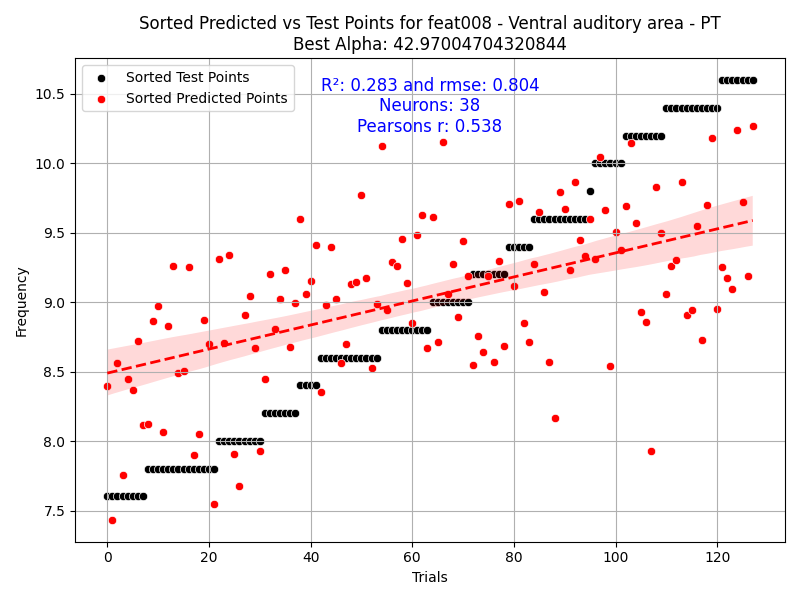 Sorted Predicted vs Test Points for feat008 - Ventral auditory area - PT
Best Alpha: 42.97004704320844
Sorted Test Points
Sorted Predicted Points
R²: 0.283 and rmse: 0.804
Neurons: 38
Pearsons r: 0.538
Frequency
10.5
10.0
9.5
9.0
8.5
8.0
7.5
0 20 40 60 80 100 120
Trials